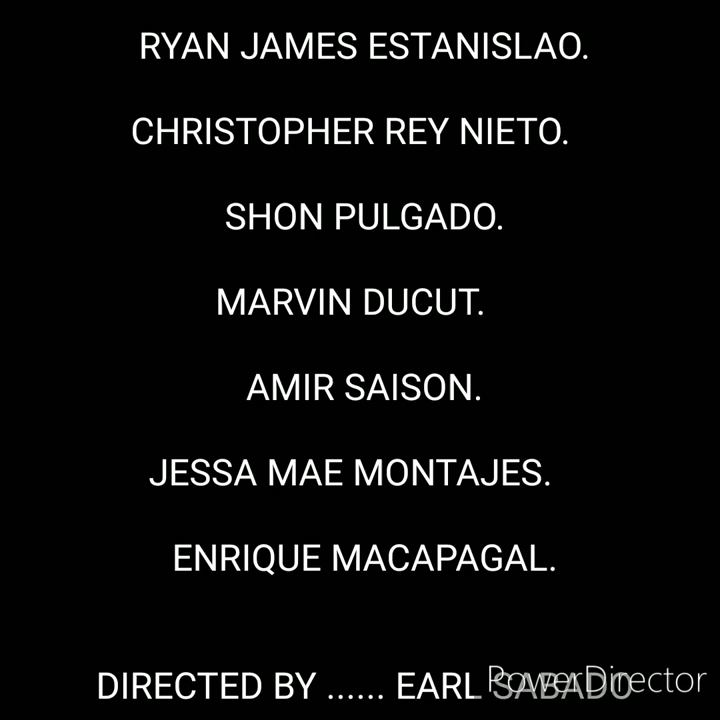 RYAN JAMES ESTANISLAO.
CHRISTOPHER REY NIETO.
SHON PULGADO.
MARVIN DUCUT.
AMIR SAISON.
JESSA MAE MONTAJES.
ENRIQUE MACAPAGAL.
DIRECTED BY ...... EARL SABADO
PowerDirector